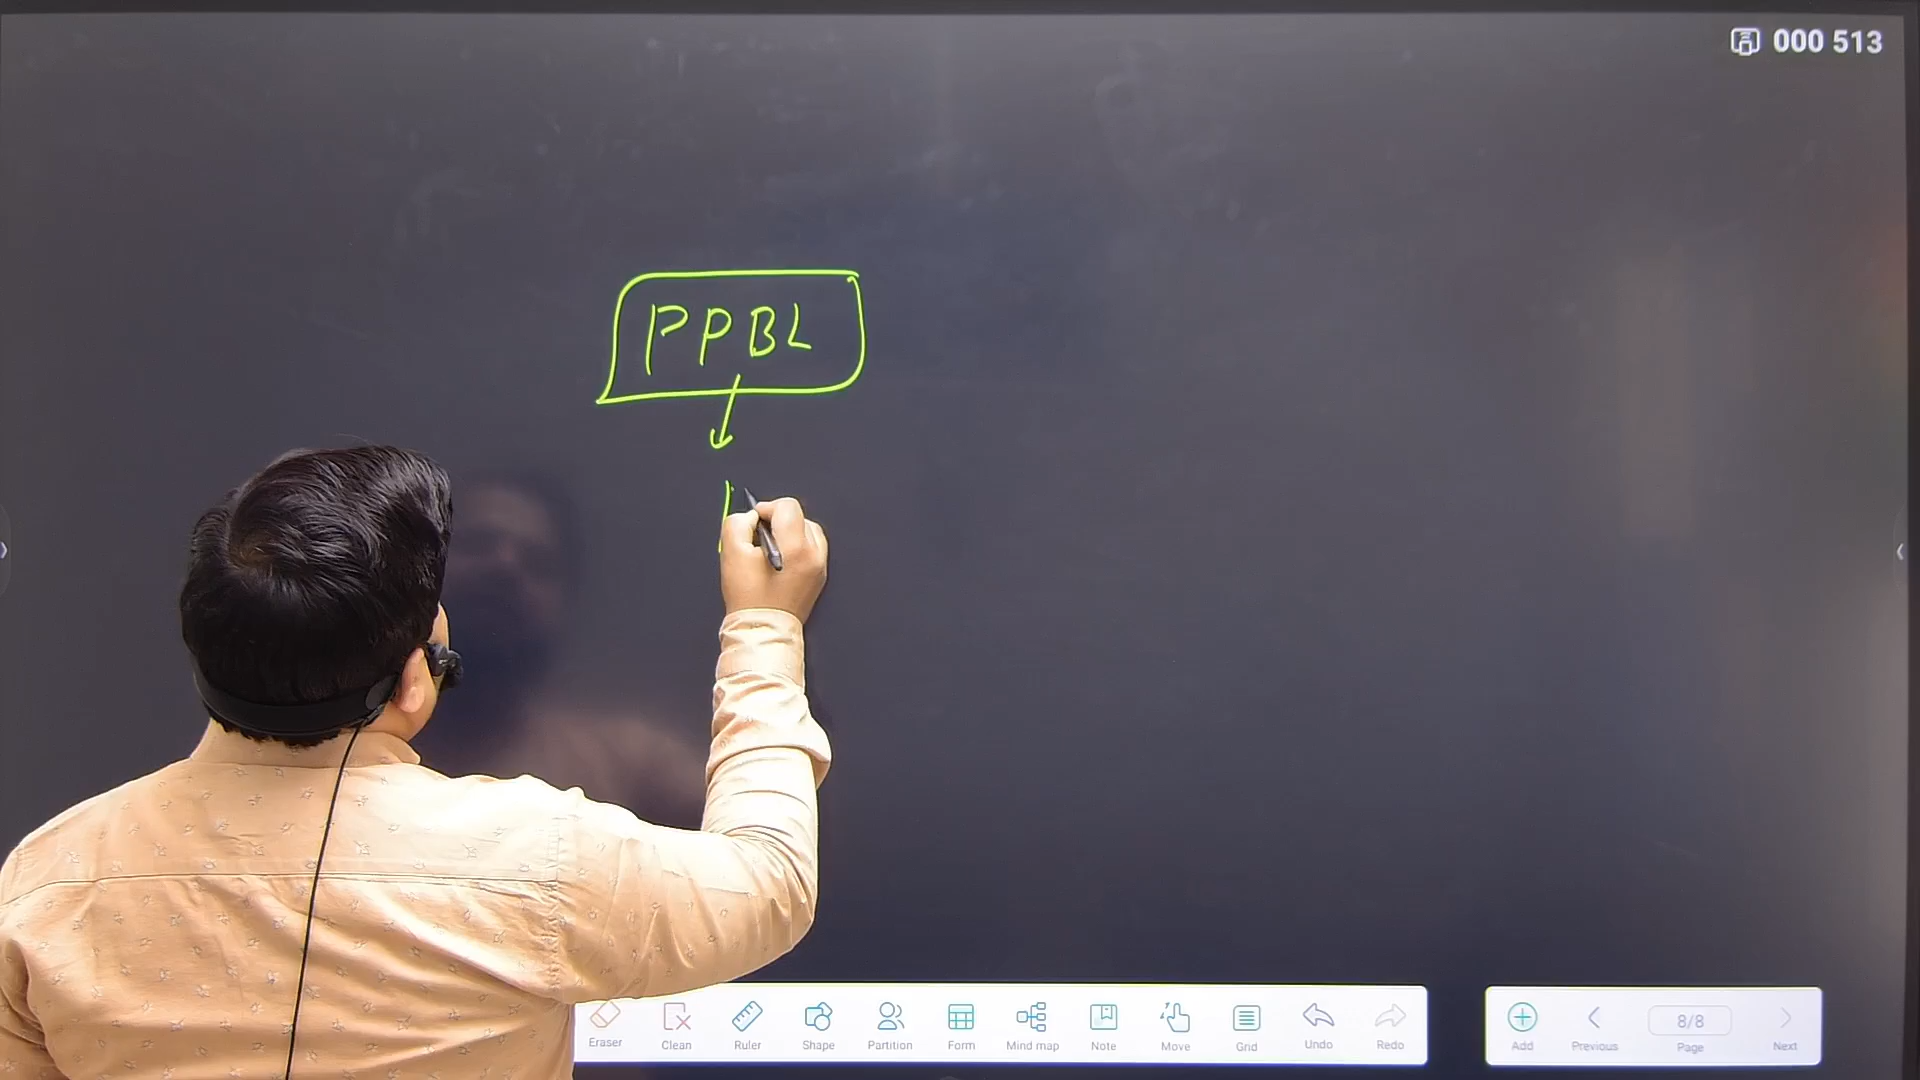 000 513
PPBL
Eraser Clean Ruler Shape Partition Form Mind map Note Move Grid Undo Redo
Add Previous 8/8 Page Next